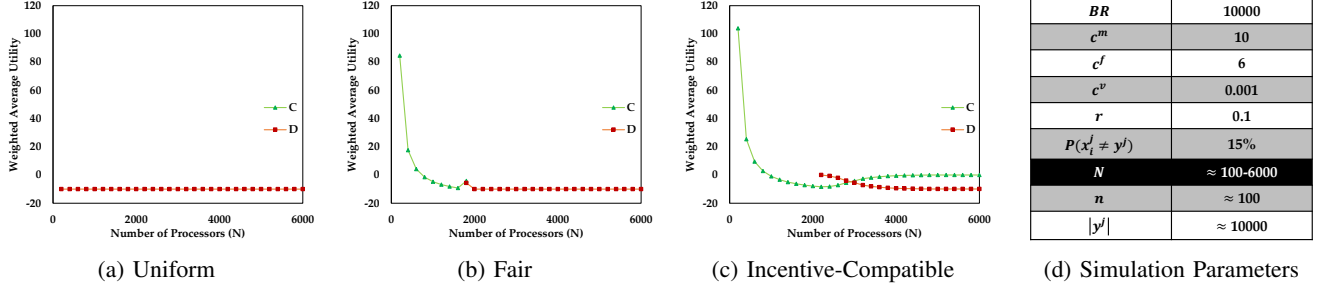 120
100
80
60
40
20
0
-20
Weighted Average Utility
C
D
0
2000
4000
6000
Number of Processors (N)
(a) Uniform
120
100
80
60
40
20
0
-20
Weighted Average Utility
C
D
0
2000
4000
6000
Number of Processors (N)
(b) Fair
120
100
80
60
40
20
0
-20
Weighted Average Utility
C
D
0
2000
4000
6000
Number of Processors (N)
(c) Incentive-Compatible
BR 10000
c^m 10
c^f 6
c^v 0.001
r 0.1
P(x_i^j ≠ y^j) 15%
N ≈ 100-6000
n ≈ 100
|y^j| ≈ 10000
(d) Simulation Parameters